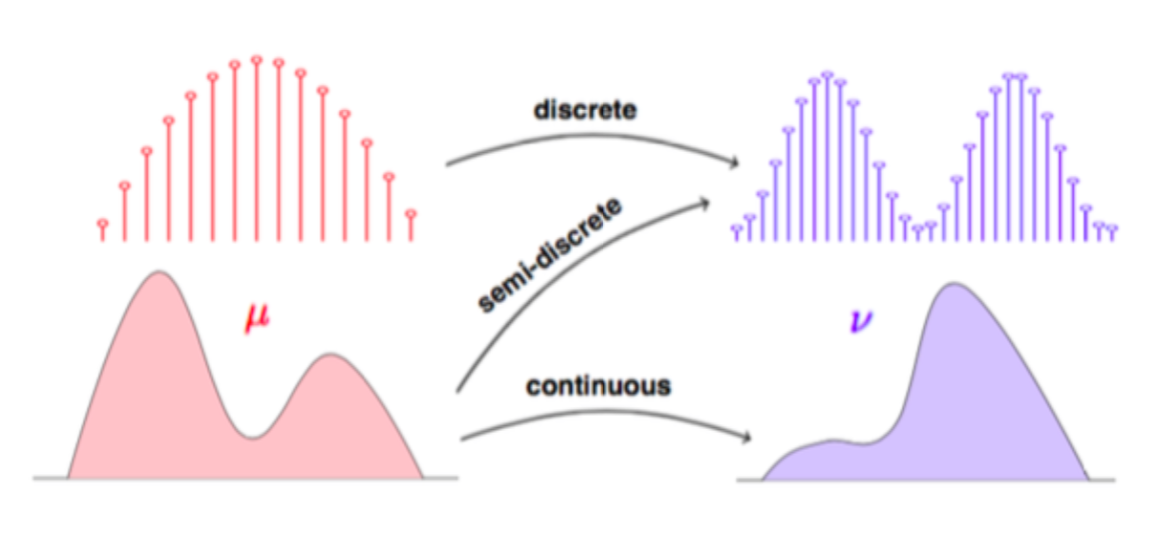 discrete
semi-discrete
μ
ν
continuous